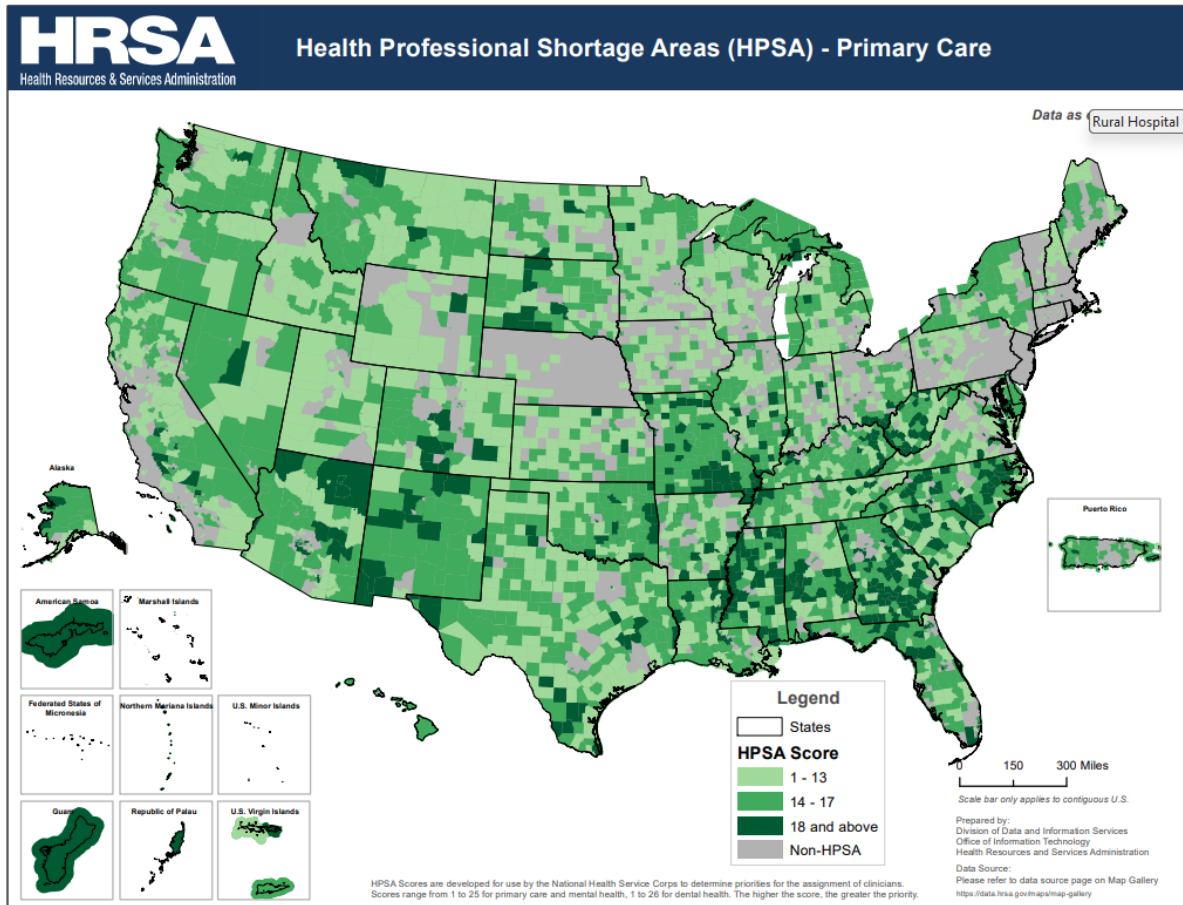 HRSA
Health Resources & Services Administration
Health Professional Shortage Areas (HPSA) - Primary Care
Data as
Rural Hospital
Alaska
Puerto Rico
American Samoa
Marshall Islands
Federated States of
Micronesia
Northern Mariana Islands
U.S. Minor Islands
Guam
Republic of Palau
U.S. Virgin Islands
Legend
States
HPSA Score
1 - 13
14 - 17
18 and above
Non-HPSA
0 150 300 Miles
Scale bar only applies to contiguous U.S.
Prepared by:
Division of Data and Information Services
Office of Information Technology
Health Resources and Services Administration
Data Source:
Please refer to data source page on Map Gallery
https://data.hrsa.gov/maps/map-gallery
HPSA Scores are developed for use by the National Health Service Corps to determine priorities for the assignment of clinicians.
Scores range from 1 to 25 for primary care and mental health, 1 to 26 for dental health. The higher the score, the greater the priority.